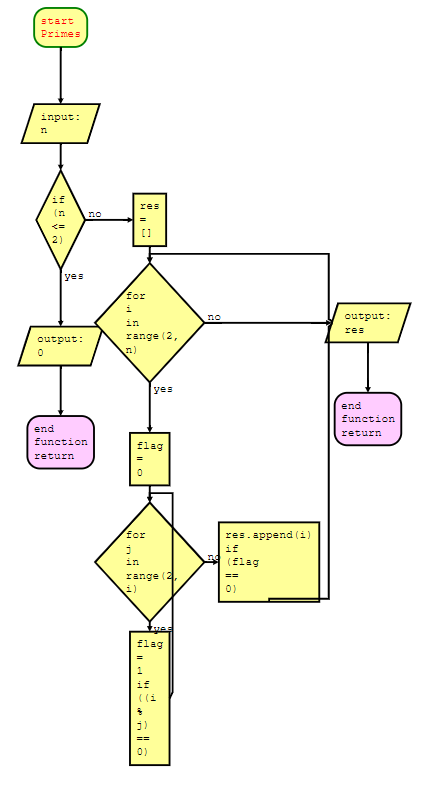 start
Primes
input:
n
if
(n
<=
2)
no
res
=
[]
yes
for
i
in
range(2,
n)
no
output:
res
output:
0
yes
end
function
return
end
function
return
flag
=
0
for
j
in
range(2,
i)
no
res.append(i)
if
(flag
==
0)
yes
flag
=
1
if
((i
%
j)
==
0)